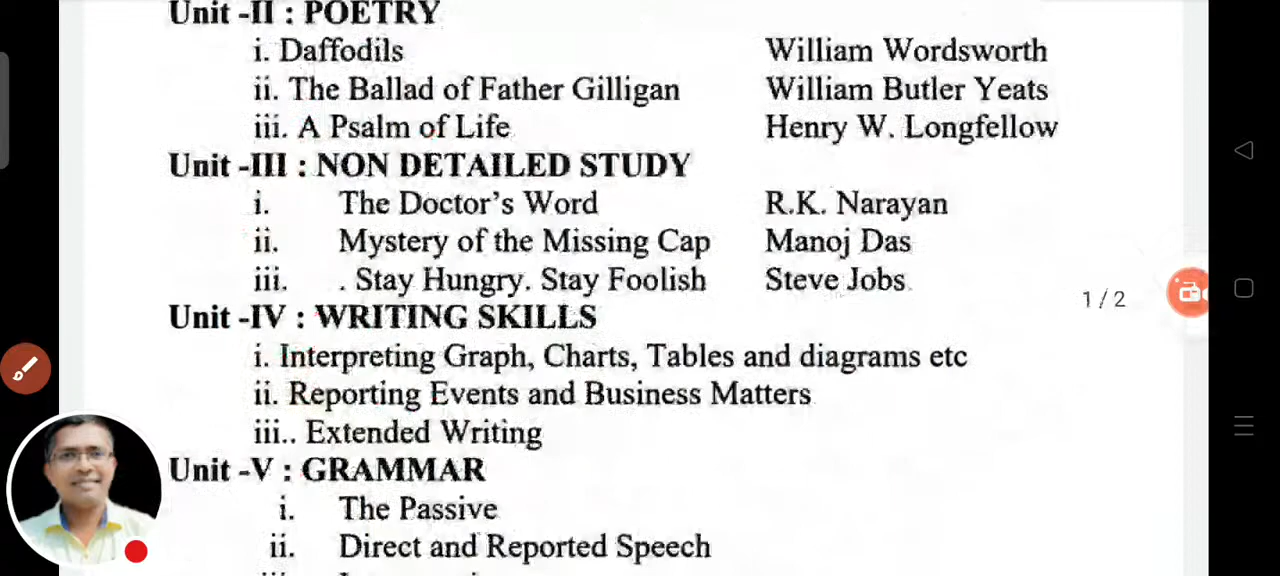 Unit -II : POETRY
i. Daffodils William Wordsworth
ii. The Ballad of Father Gilligan William Butler Yeats
iii. A Psalm of Life Henry W. Longfellow
Unit -III : NON DETAILED STUDY
i. The Doctor's Word R.K. Narayan
ii. Mystery of the Missing Cap Manoj Das
iii. . Stay Hungry. Stay Foolish Steve Jobs
1 / 2
Unit -IV : WRITING SKILLS
i. Interpreting Graph, Charts, Tables and diagrams etc
ii. Reporting Events and Business Matters
iii.. Extended Writing
Unit -V : GRAMMAR
i. The Passive
ii. Direct and Reported Speech